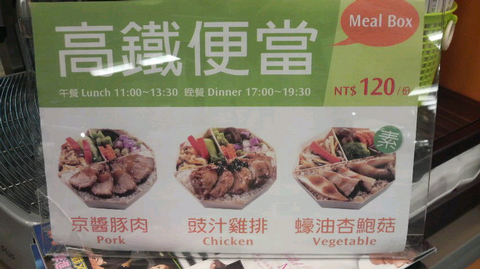 高鐵便當
Meal Box
午餐 Lunch 11:00~13:30 晚餐 Dinner 17:00~19:30
NT$ 120/份
素
京醬豚肉 豉汁雞排 蠔油杏鮑菇
Pork Chicken Vegetable